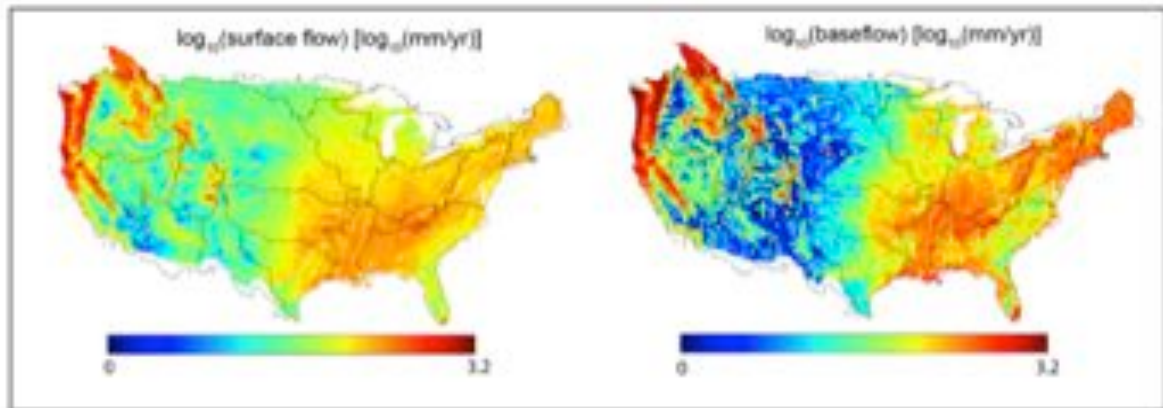 log₁₀(surface flow) [log₁₀(mm/yr)]
log₁₀(baseflow) [log₁₀(mm/yr)]
0 3.2
0 3.2